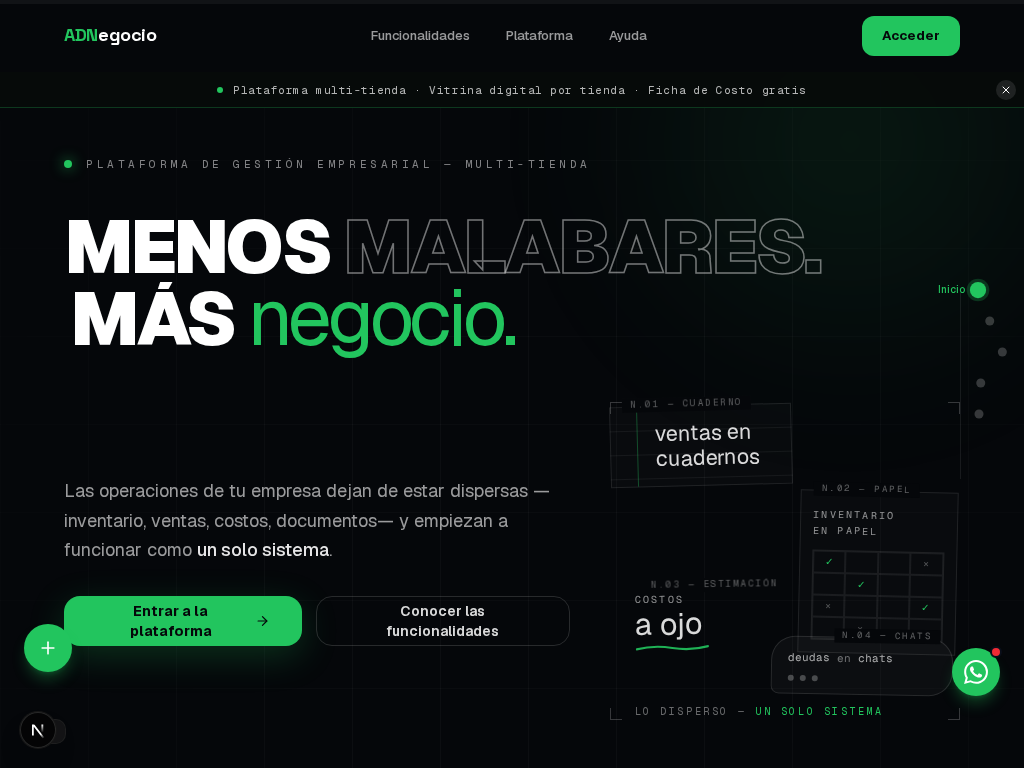 ADNegocio
Funcionalidades
Plataforma
Ayuda
Acceder
Plataforma multi-tienda · Vitrina digital por tienda · Ficha de Costo gratis
PLATAFORMA DE GESTIÓN EMPRESARIAL — MULTI-TIENDA
MENOS MALABARES.
MÁS negocio.
Inicio
N.01 — CUADERNO
ventas en
cuadernos
Las operaciones de tu empresa dejan de estar dispersas —
inventario, ventas, costos, documentos— y empiezan a
funcionar como un solo sistema.
N.02 — PAPEL
INVENTARIO
EN PAPEL
N.03 — ESTIMACIÓN
COSTOS
a ojo
Entrar a la
plataforma
Conocer las
funcionalidades
N.04 — CHATS
deudas en chats
LO DISPERSO — UN SOLO SISTEMA